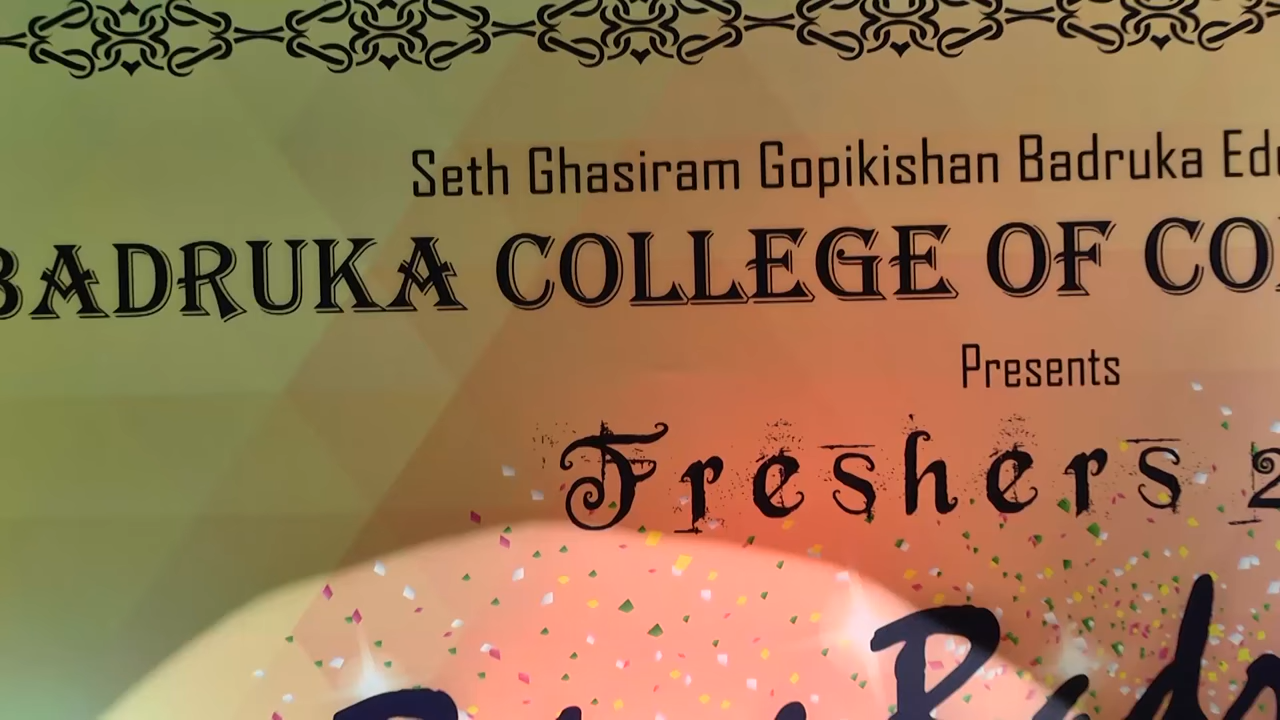 Seth Ghasiram Gopikishan Badruka
BADRUKA COLLEGE OF
Presents
Freshers